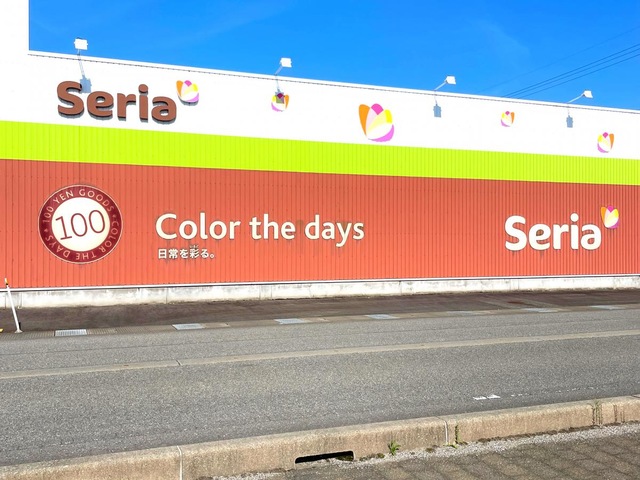 Seria
100 YEN GOODS • COLOR THE DAYS •
100
Color the days
日常を彩る。
Seria